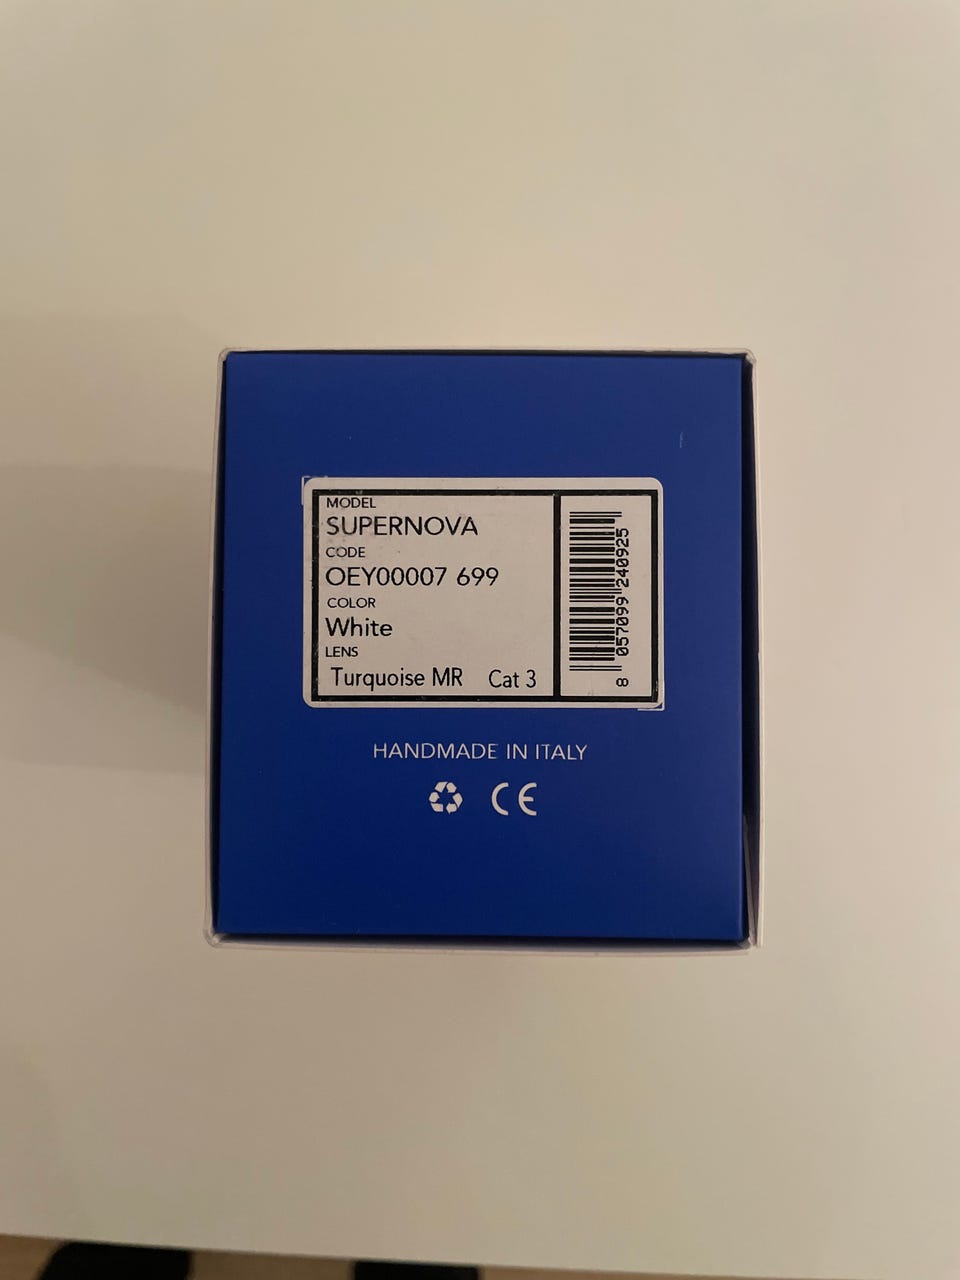 MODEL
SUPERNOVA
CODE
OEY00007 699
COLOR
White
LENS
Turquoise MR Cat 3
8 057099 240925
HANDMADE IN ITALY
CE